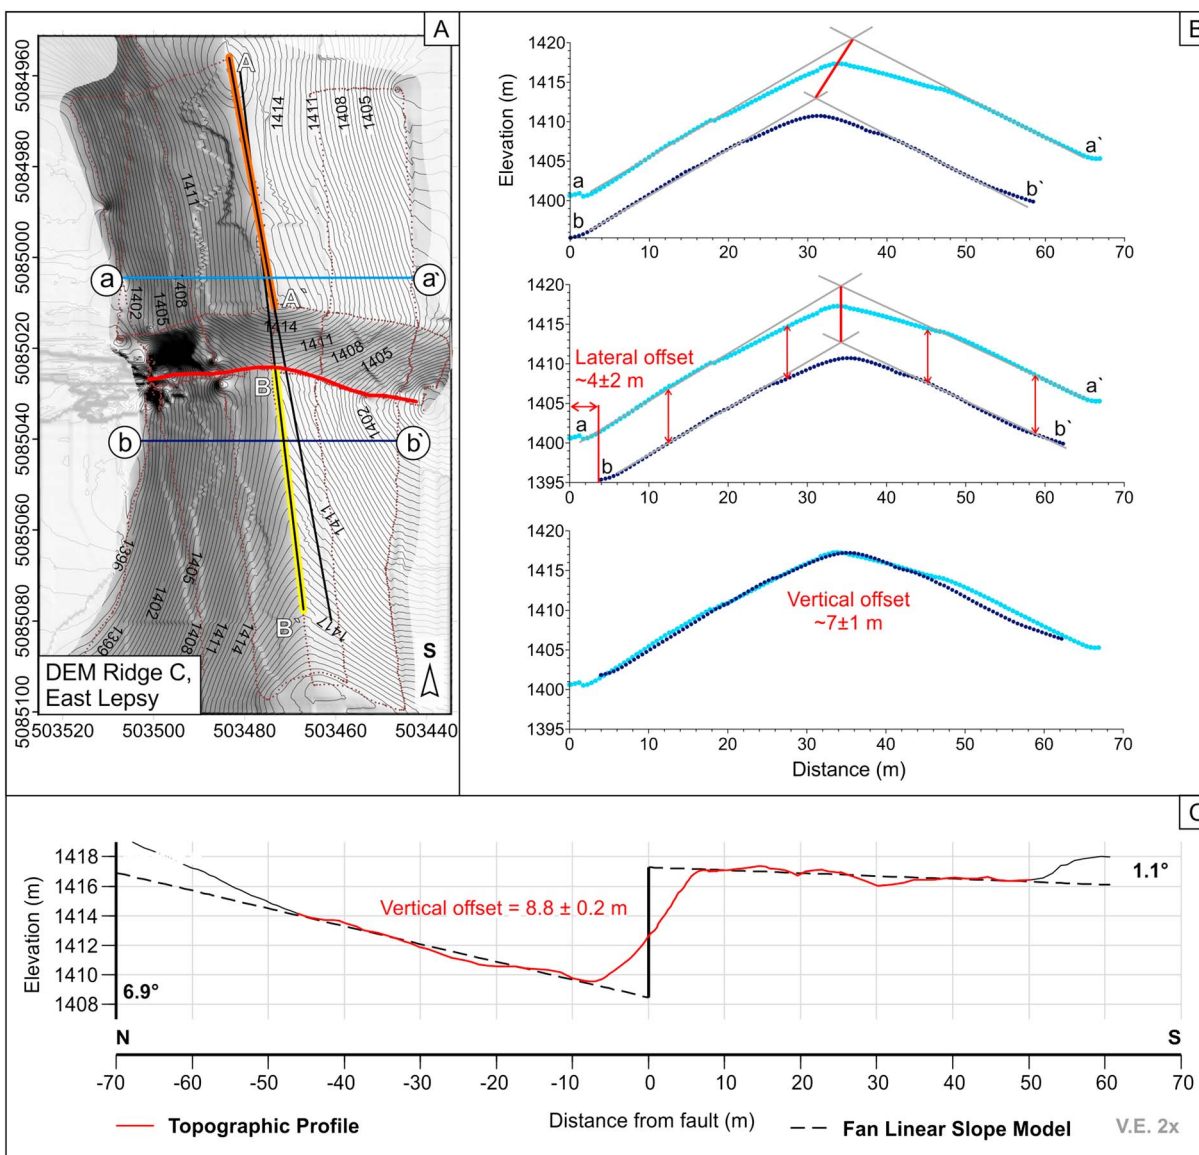 A
5084960
5084980
5085000
5085020
5085040
5085060
5085080
5085100
503520
503500
503480
503460
503440
A
1414
1411
1408
1405
1411
a
a`
1402
1405
408
A`
1414
1411
1408
1405
B
1402
b
b`
1396
1405
1402
1399
1408
1411
1414
1411
B`
1417
DEM Ridge C,
East Lepsy
S
B
Elevation (m)
1420
1415
1410
1405
1400
a
a`
b
b`
0
10
20
30
40
50
60
70
1420
1415
1410
1405
1400
1395
Lateral offset
~4±2 m
a
a`
b
b`
0
10
20
30
40
50
60
70
1420
1415
1410
1405
1400
1395
Vertical offset
~7±1 m
0
10
20
30
40
50
60
70
Distance (m)
C
Elevation (m)
1418
1416
1414
1412
1410
1408
Vertical offset = 8.8 ± 0.2 m
1.1°
6.9°
N
S
-70
-60
-50
-40
-30
-20
-10
0
10
20
30
40
50
60
70
Topographic Profile
Distance from fault (m)
Fan Linear Slope Model
V.E. 2x